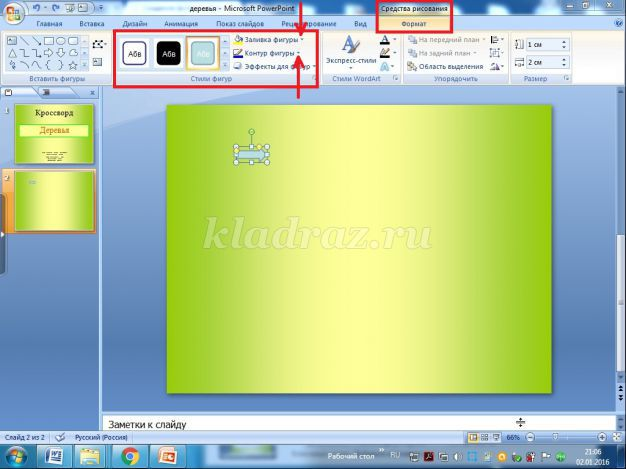 деревья - Microsoft PowerPoint
Средства рисования
Главная Вставка Дизайн Анимация Показ слайдов Рецензирование Вид Формат
Абв Абв Абв
Заливка фигуры
Контур фигуры
Эффекты для фигур
Экспресс-стили
На передний план
На задний план
Область выделения
1 см
2 см
Вставить фигуры Стили фигур Стили WordArt Упорядочить Размер
1
Кроссворд
Деревья
2
kladraz.ru
Заметки к слайду
Слайд 2 из 2 Русский (Россия) 66%
Рабочий стол RU 21:06
02.01.2016